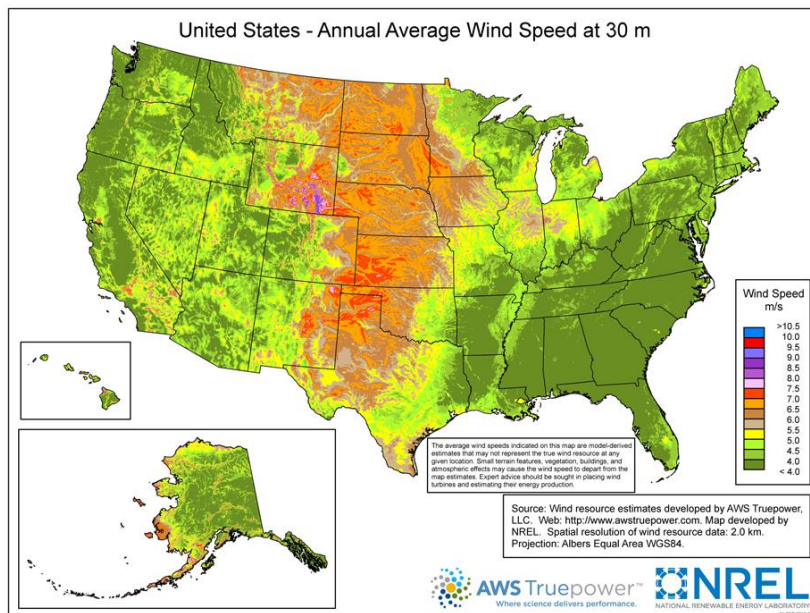 United States - Annual Average Wind Speed at 30 m
Wind Speed
m/s
>10.5
10.0
9.5
9.0
8.5
8.0
7.5
7.0
6.5
6.0
5.5
5.0
4.5
4.0
< 4.0
The average wind speeds indicated on this map are model-derived
estimates that may not represent the true wind resource at any
given location. Small terrain features, vegetation, buildings, and
atmospheric effects may cause the wind speed to depart from the
map estimates. Expert advice should be sought in placing wind
turbines and estimating their energy production.
Source: Wind resource estimates developed by AWS Truepower,
LLC. Web: http://www.awstruepower.com. Map developed by
NREL. Spatial resolution of wind resource data: 2.0 km.
Projection: Albers Equal Area WGS84.
AWS Truepower™
Where science delivers performance.
NREL
NATIONAL RENEWABLE ENERGY LABORATORY